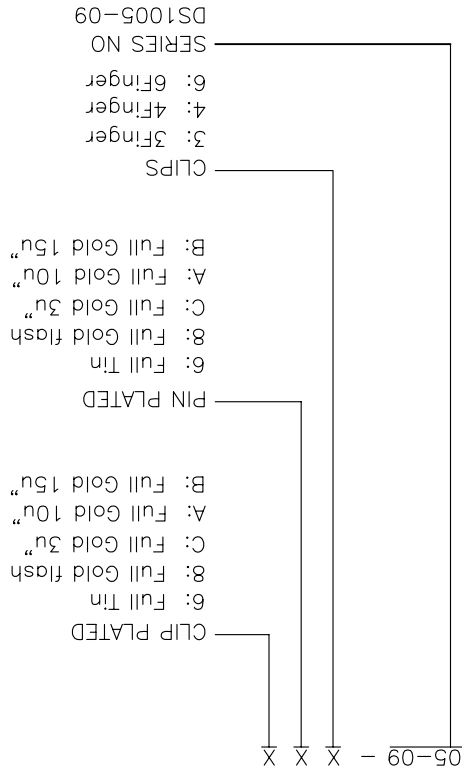 05-09 - X X X
CLIP PLATED
6: Full Tin
8: Full Gold flash
C: Full Gold 3u"
A: Full Gold 10u"
B: Full Gold 15u"
PIN PLATED
6: Full Tin
8: Full Gold flash
C: Full Gold 3u"
A: Full Gold 10u"
B: Full Gold 15u"
CLIPS
3: 3Finger
4: 4Finger
6: 6Finger
SERIES NO
DS1005-09